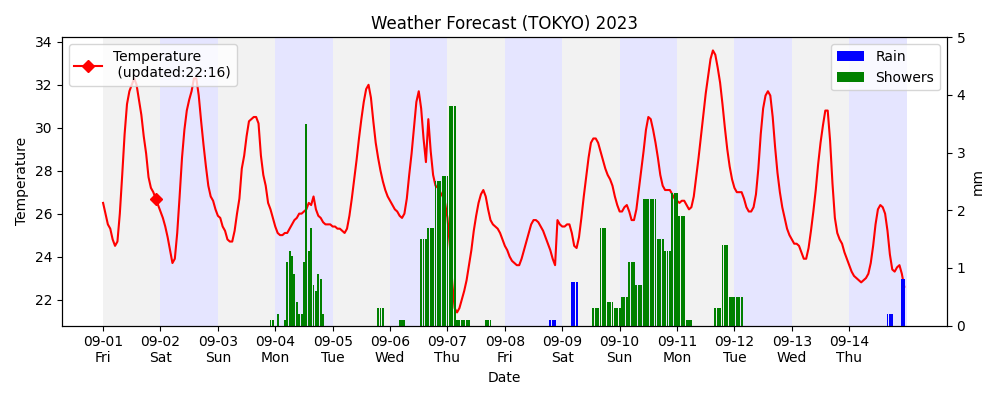 Weather Forecast (TOKYO) 2023
Temperature
(updated:22:16)
Rain
Showers
34
32
30
28
26
24
22
Temperature
5
4
3
2
1
0
mm
09-01 09-02 09-03 09-04 09-05 09-06 09-07 09-08 09-09 09-10 09-11 09-12 09-13 09-14
Fri Sat Sun Mon Tue Wed Thu Fri Sat Sun Mon Tue Wed Thu
Date